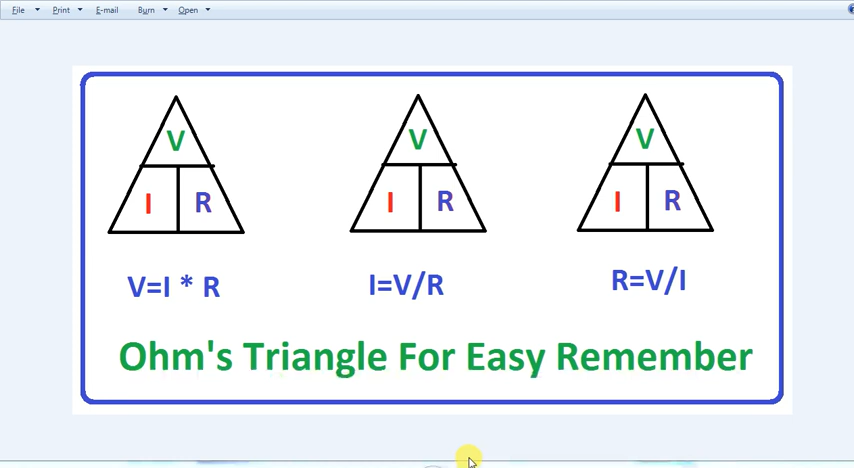 File Print E-mail Burn Open
V V V
I R I R I R
V=I * R I=V/R R=V/I
Ohm's Triangle For Easy Remember